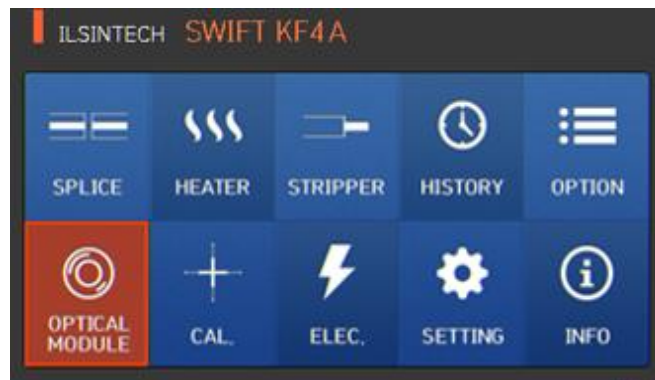 ILSINTECH SWIFT KF4A
SPLICE HEATER STRIPPER HISTORY OPTION
OPTICAL
MODULE CAL. ELEC. SETTING INFO